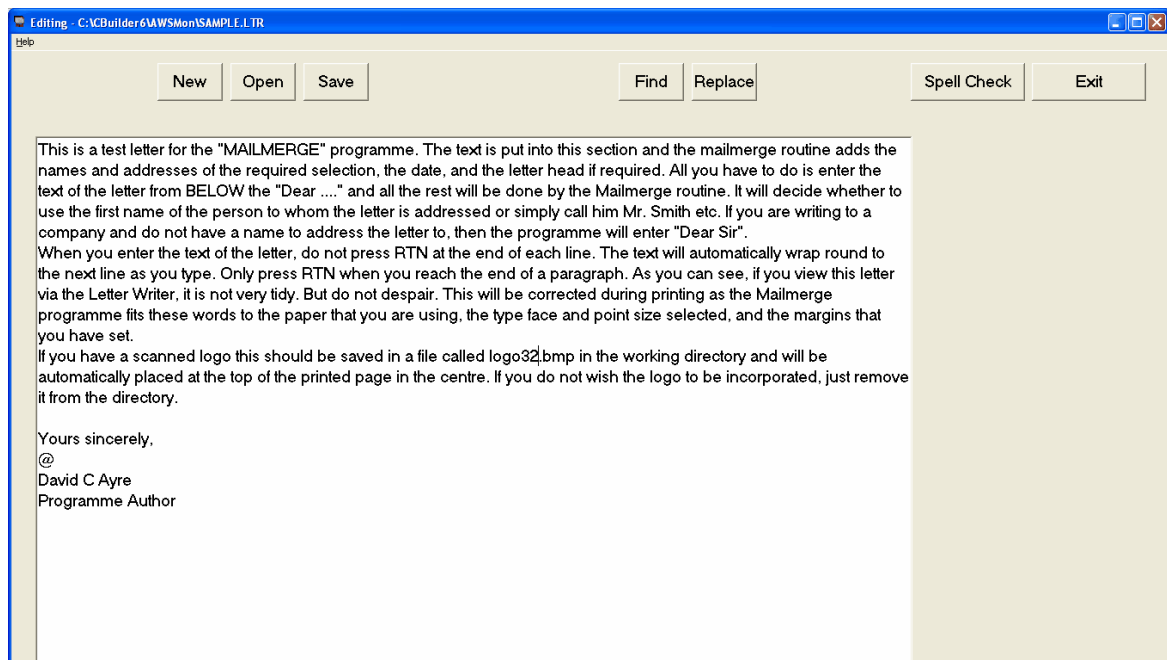 Editing - C:\CBuilder6\AWSMon\SAMPLE.LTR
Help
New Open Save Find Replace Spell Check Exit
This is a test letter for the "MAILMERGE" programme. The text is put into this section and the mailmerge routine adds the
names and addresses of the required selection, the date, and the letter head if required. All you have to do is enter the
text of the letter from BELOW the "Dear ...." and all the rest will be done by the Mailmerge routine. It will decide whether to
use the first name of the person to whom the letter is addressed or simply call him Mr. Smith etc. If you are writing to a
company and do not have a name to address the letter to, then the programme will enter "Dear Sir".
When you enter the text of the letter, do not press RTN at the end of each line. The text will automatically wrap round to
the next line as you type. Only press RTN when you reach the end of a paragraph. As you can see, if you view this letter
via the Letter Writer, it is not very tidy. But do not despair. This will be corrected during printing as the Mailmerge
programme fits these words to the paper that you are using, the type face and point size selected, and the margins that
you have set.
If you have a scanned logo this should be saved in a file called logo32.bmp in the working directory and will be
automatically placed at the top of the printed page in the centre. If you do not wish the logo to be incorporated, just remove
it from the directory.
Yours sincerely,
@
David C Ayre
Programme Author